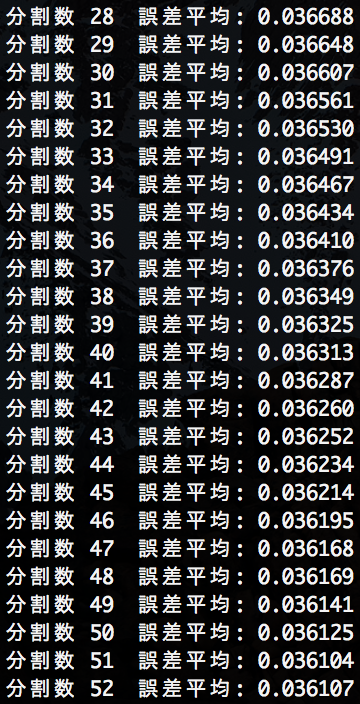 分割数 28 誤差平均: 0.036688
分割数 29 誤差平均: 0.036648
分割数 30 誤差平均: 0.036607
分割数 31 誤差平均: 0.036561
分割数 32 誤差平均: 0.036530
分割数 33 誤差平均: 0.036491
分割数 34 誤差平均: 0.036467
分割数 35 誤差平均: 0.036434
分割数 36 誤差平均: 0.036410
分割数 37 誤差平均: 0.036376
分割数 38 誤差平均: 0.036349
分割数 39 誤差平均: 0.036325
分割数 40 誤差平均: 0.036313
分割数 41 誤差平均: 0.036287
分割数 42 誤差平均: 0.036260
分割数 43 誤差平均: 0.036252
分割数 44 誤差平均: 0.036234
分割数 45 誤差平均: 0.036214
分割数 46 誤差平均: 0.036195
分割数 47 誤差平均: 0.036168
分割数 48 誤差平均: 0.036169
分割数 49 誤差平均: 0.036141
分割数 50 誤差平均: 0.036125
分割数 51 誤差平均: 0.036104
分割数 52 誤差平均: 0.036107